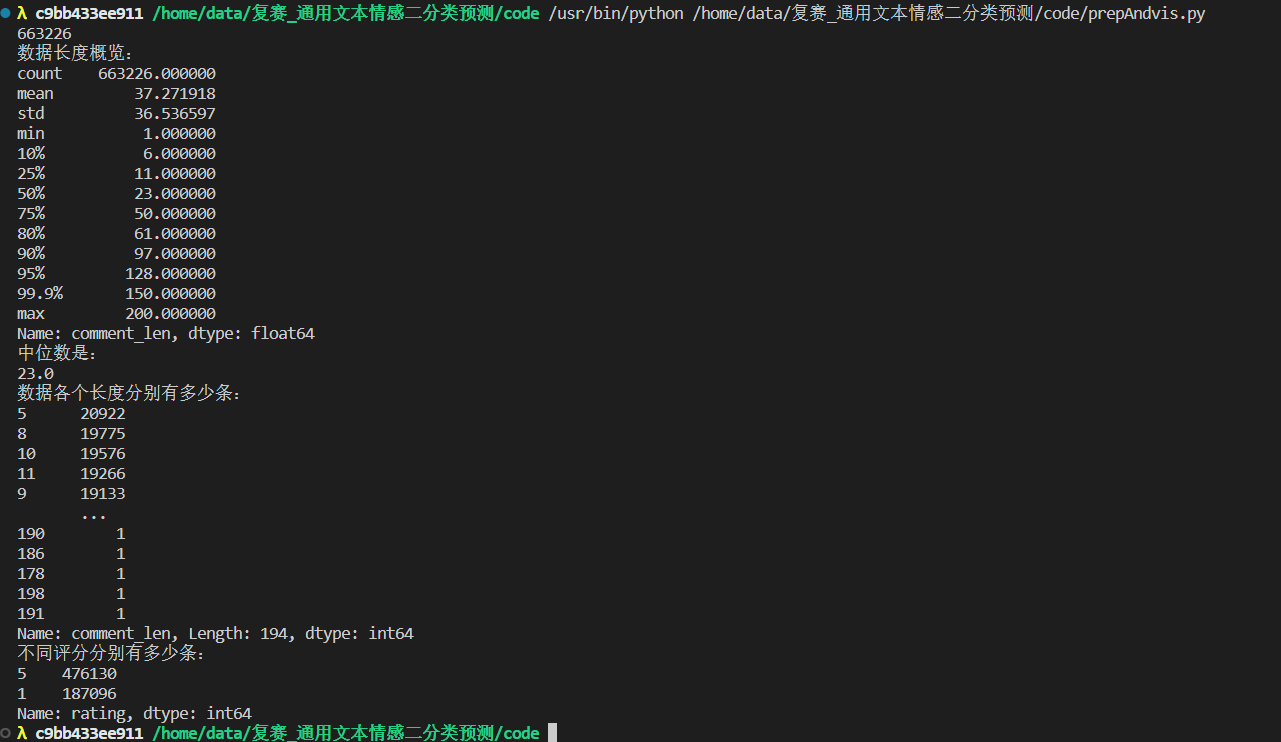 λ c9bb433ee911 /home/data/复赛_通用文本情感二分类预测/code /usr/bin/python /home/data/复赛_通用文本情感二分类预测/code/prepAndvis.py
663226
数据长度概览:
count    663226.000000
mean         37.271918
std          36.536597
min           1.000000
10%           6.000000
25%          11.000000
50%          23.000000
75%          50.000000
80%          61.000000
90%          97.000000
95%         128.000000
99.9%       150.000000
max         200.000000
Name: comment_len, dtype: float64
中位数是:
23.0
数据各个长度分别有多少条:
5      20922
8      19775
10     19576
11     19266
9      19133
       ...
190        1
186        1
178        1
198        1
191        1
Name: comment_len, Length: 194, dtype: int64
不同评分分别有多少条:
5    476130
1    187096
Name: rating, dtype: int64
λ c9bb433ee911 /home/data/复赛_通用文本情感二分类预测/code